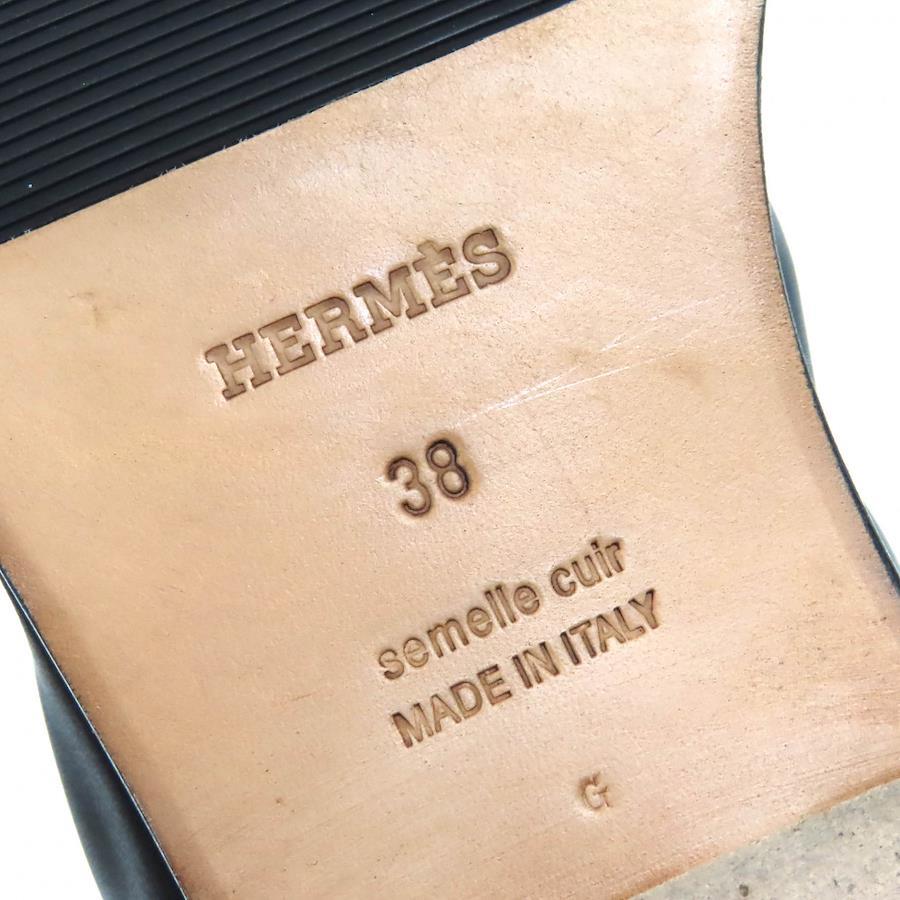 HERMÈS
38
semelle cuir
MADE IN ITALY
G